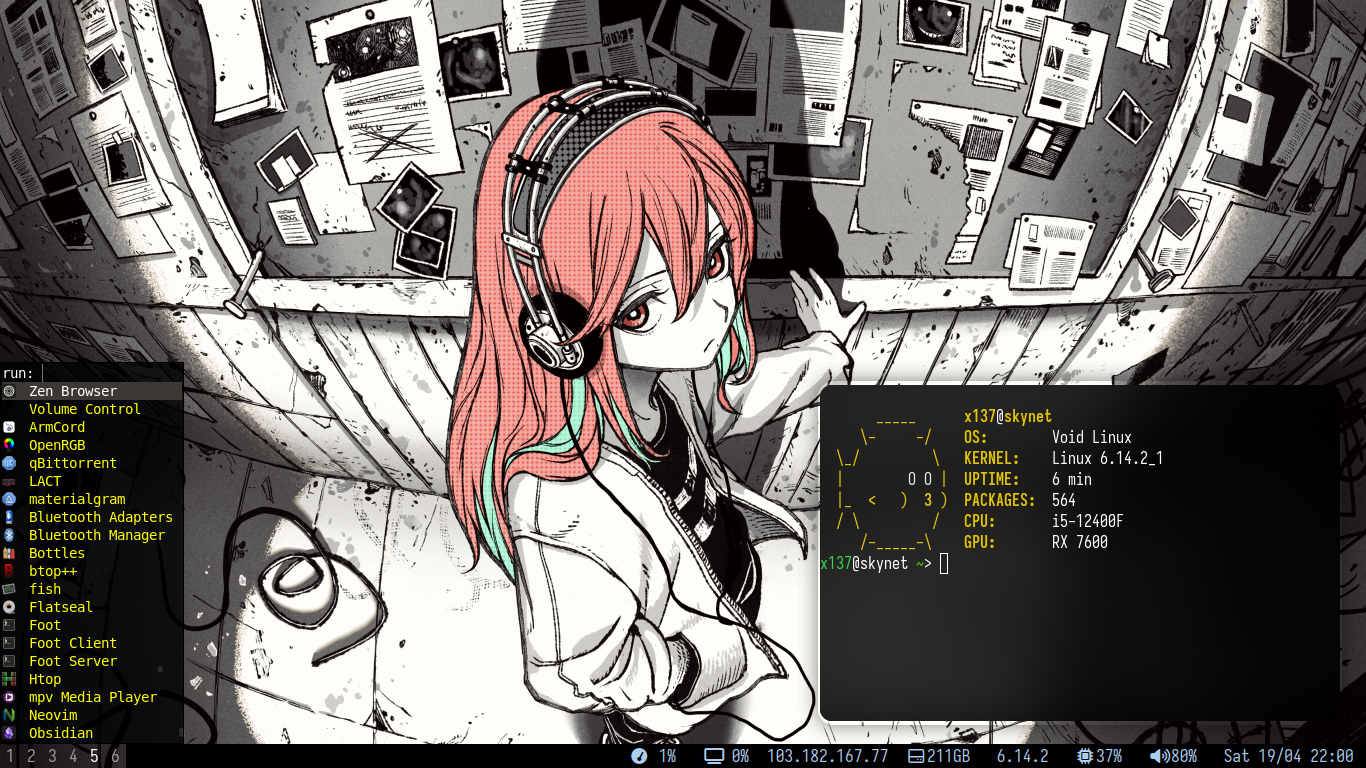 run:
Zen Browser
Volume Control
ArmCord
OpenRGB
qBittorrent
LACT
materialgram
Bluetooth Adapters
Bluetooth Manager
Bottles
btop++
fish
Flatseal
Foot
Foot Client
Foot Server
Htop
mpv Media Player
Neovim
Obsidian
x137@skynet
OS: Void Linux
KERNEL: Linux 6.14.2_1
UPTIME: 6 min
PACKAGES: 564
CPU: i5-12400F
GPU: RX 7600
x137@skynet ~>
1 2 3 4 5 6
1% 0% 103.182.167.77 211GB 6.14.2 37% 80% Sat 19/04 22:00